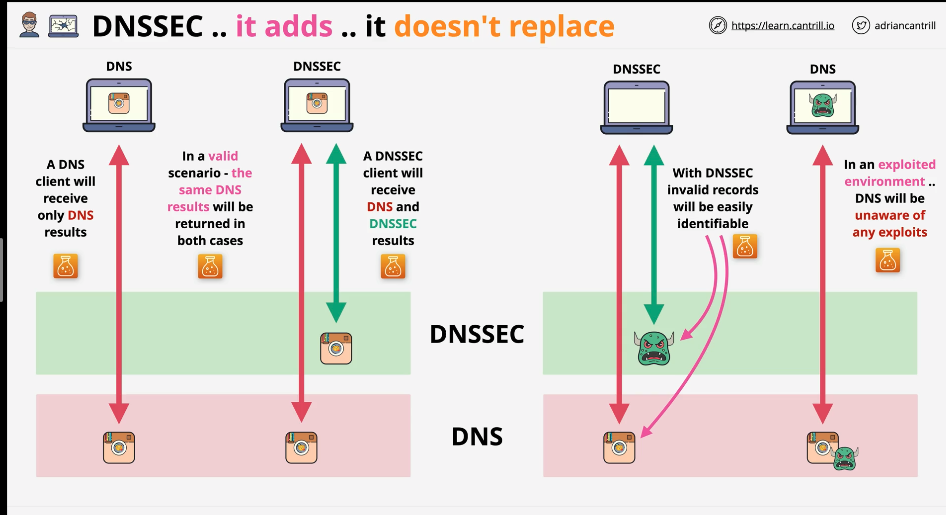 DNSSEC .. it adds .. it doesn't replace
https://learn.cantrill.io
adriancantrill
DNS
DNSSEC
DNSSEC
DNS
A DNS
client will
receive
only DNS
results
In a valid
scenario - the
same DNS
results will be
returned in
both cases
A DNSSEC
client will
receive
DNS and
DNSSEC
results
With DNSSEC
invalid records
will be easily
identifiable
In an exploited
environment ..
DNS will be
unaware of
any exploits
DNSSEC
DNS